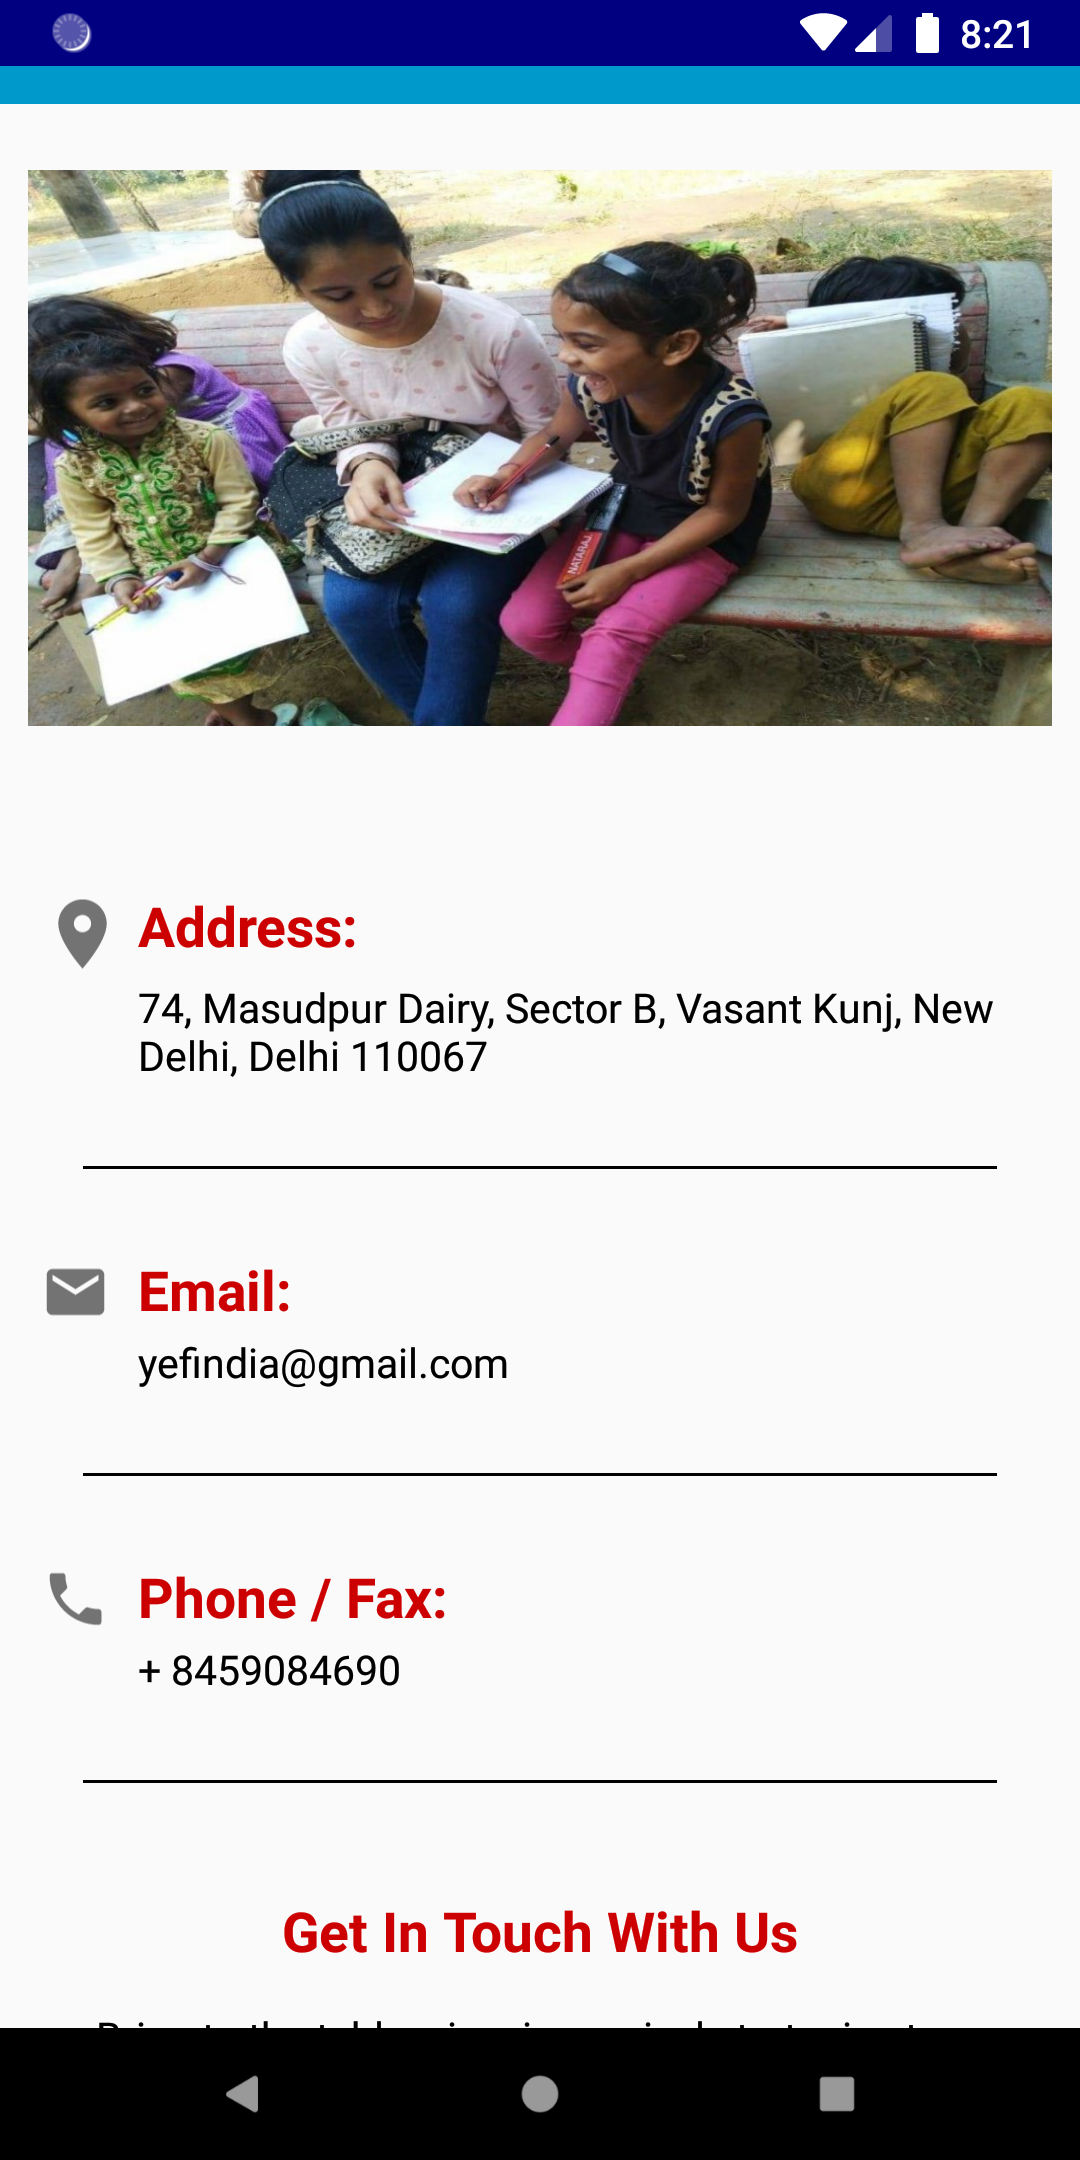 8:21
NATARAJ
Address:
74, Masudpur Dairy, Sector B, Vasant Kunj, New
Delhi, Delhi 110067
Email:
yefindia@gmail.com
Phone / Fax:
+ 8459084690
Get In Touch With Us